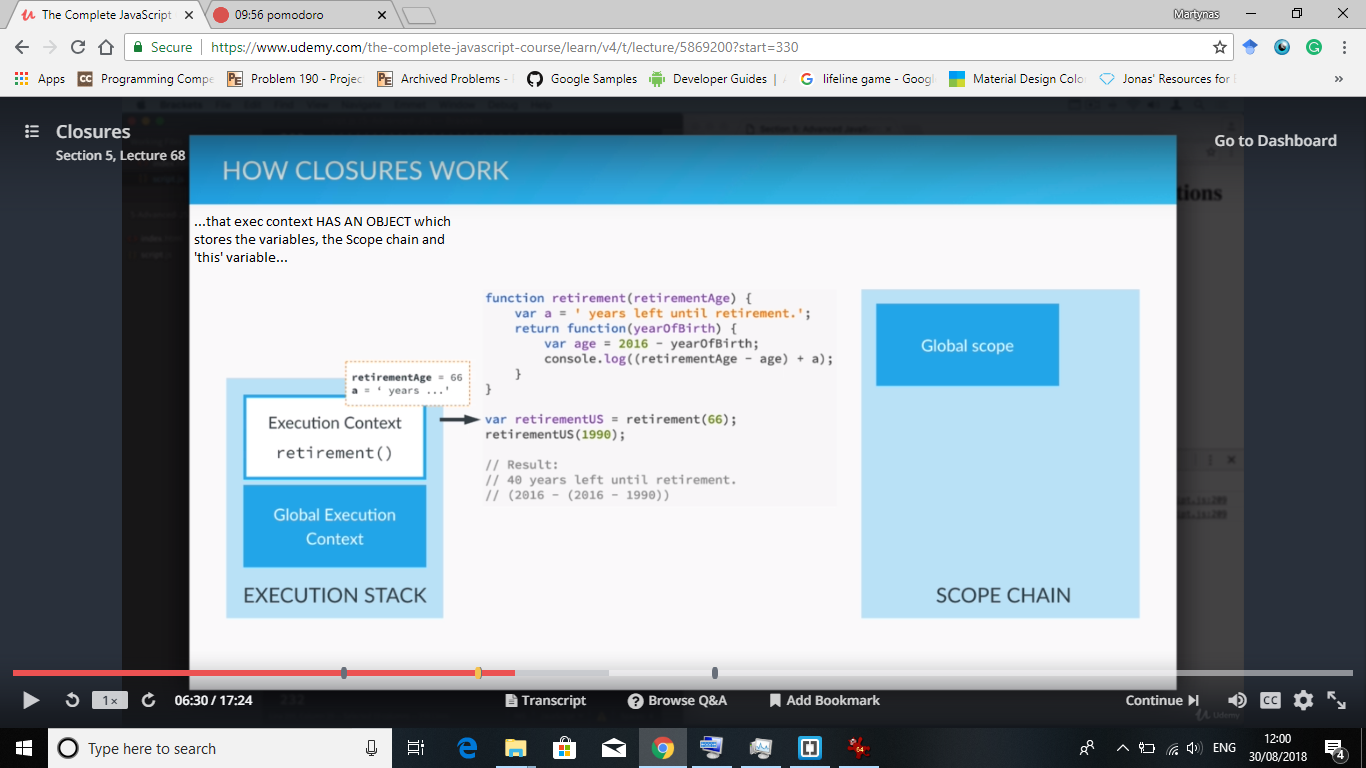 The Complete JavaScript
09:56 pomodoro
Martynas
Secure
https://www.udemy.com/the-complete-javascript-course/learn/v4/t/lecture/5869200?start=330
Apps
Programming Compe
Problem 190 - Projec
Archived Problems -
Google Samples
Developer Guides |
lifeline game - Googl
Material Design Colo
Jonas' Resources for
»
Closures
Section 5, Lecture 68
Go to Dashboard
HOW CLOSURES WORK
...that exec context HAS AN OBJECT which
stores the variables, the Scope chain and
'this' variable...
retirementAge = 66
a = ' years ...'
Execution Context
retirement()
Global Execution
Context
EXECUTION STACK
function retirement(retirementAge) {
var a = ' years left until retirement.';
return function(yearOfBirth) {
var age = 2016 - yearOfBirth;
console.log((retirementAge - age) + a);
}
}
var retirementUS = retirement(66);
retirementUS(1990);
// Result:
// 40 years left until retirement.
// (2016 - (2016 - 1990))
Global scope
SCOPE CHAIN
1×
06:30 / 17:24
Transcript
Browse Q&A
Add Bookmark
Continue
CC
Udemy
Type here to search
64
ENG
12:00
30/08/2018
4